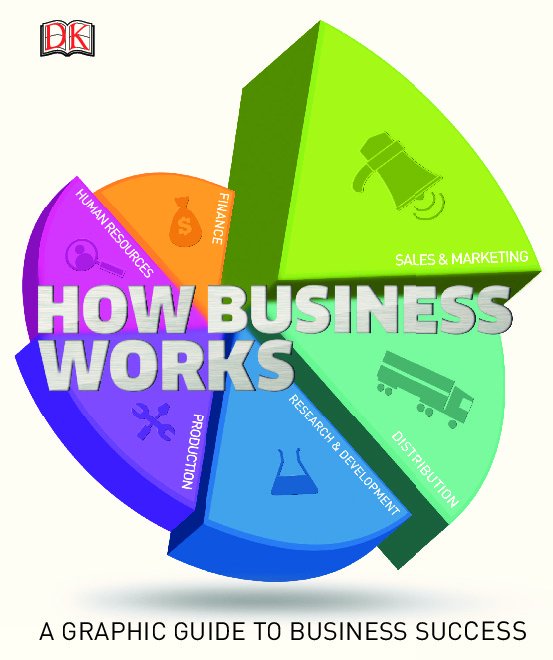 DK
FINANCE
HUMAN RESOURCES
SALES & MARKETING
HOW BUSINESS
WORKS
PRODUCTION
RESEARCH & DEVELOPMENT
DISTRIBUTION
$
A GRAPHIC GUIDE TO BUSINESS SUCCESS